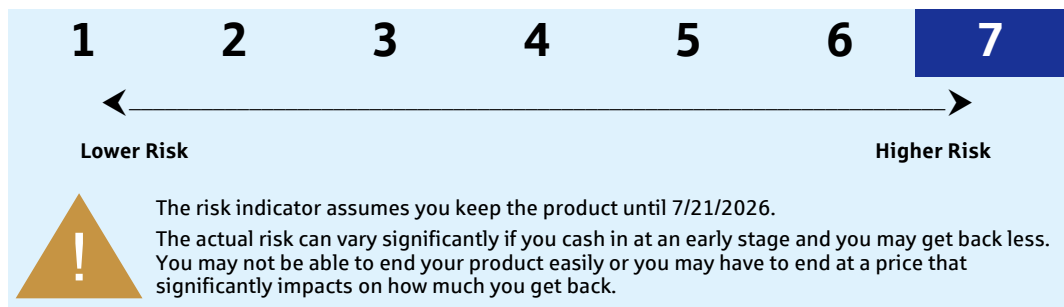 1 2 3 4 5 6 7
Lower Risk Higher Risk
!
The risk indicator assumes you keep the product until 7/21/2026.
The actual risk can vary significantly if you cash in at an early stage and you may get back less.
You may not be able to end your product easily or you may have to end at a price that
significantly impacts on how much you get back.